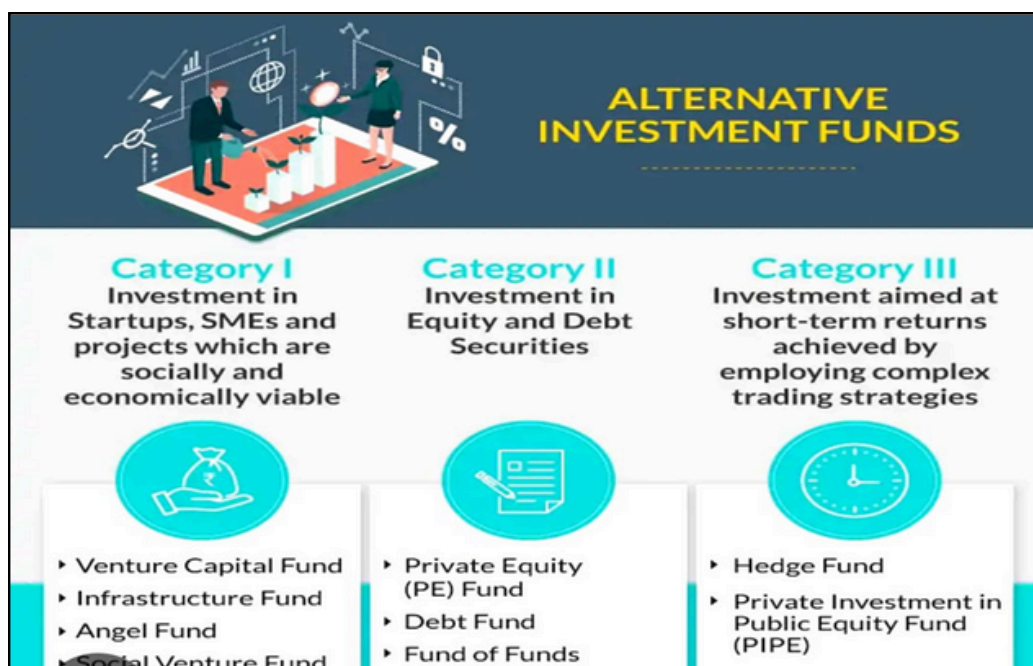 %
ALTERNATIVE
INVESTMENT FUNDS
Category I
Investment in
Startups, SMEs and
projects which are
socially and
economically viable
₹
‣ Venture Capital Fund
‣ Infrastructure Fund
‣ Angel Fund
‣ Social Venture Fund
Category II
Investment in
Equity and Debt
Securities
‣ Private Equity
(PE) Fund
‣ Debt Fund
‣ Fund of Funds
Category III
Investment aimed at
short-term returns
achieved by
employing complex
trading strategies
‣ Hedge Fund
‣ Private Investment in
Public Equity Fund
(PIPE)